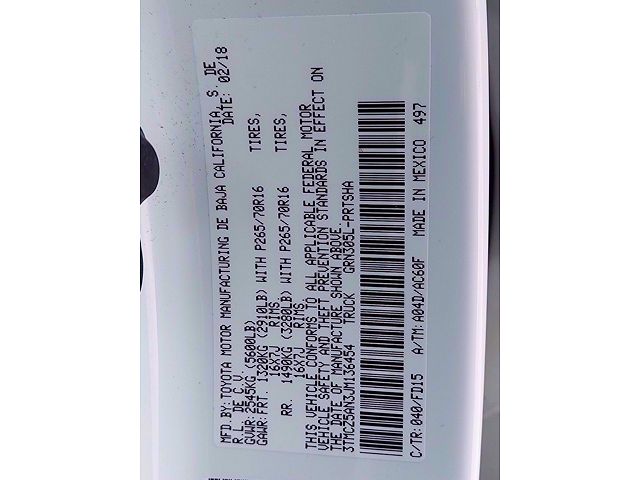 MFD.BY:TOYOTA MOTOR MANUFACTURING DE BAJA CALIFORNIA S. DE
R.L. DE C.V. DATE: 02/18
GVWR:2545KG (5600LB)
GAWR:FRT. 1320KG (2910LB) WITH P265/70R16 TIRES,
16X7J RIMS,
RR. 1490KG (3280LB) WITH P265/70R16 TIRES,
16X7J RIMS,
THIS VEHICLE CONFORMS TO ALL APPLICABLE FEDERAL MOTOR
VEHICLE SAFETY AND THEFT PREVENTION STANDARDS IN EFFECT ON
THE DATE OF MANUFACTURE SHOWN ABOVE.
3TMCZ5AN3JM136454 TRUCK GRN305L-PRTSHA
C/TR: 040/FD15 A/TM: A04D/AC60F MADE IN MEXICO 497